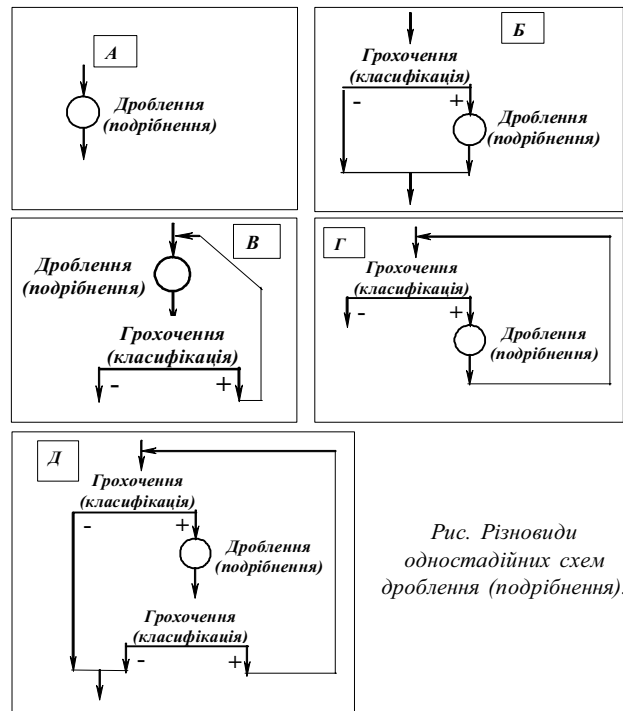 А
Дроблення
(подрібнення)
Б
Грохочення
(класифікація)
- +
Дроблення
(подрібнення)
В
Дроблення
(подрібнення)
Грохочення
(класифікація)
- +
Г
Грохочення
(класифікація)
- +
Дроблення
(подрібнення)
Д
Грохочення
(класифікація)
- +
Дроблення
(подрібнення)
Грохочення
(класифікація)
- +
Рис. Різновиди
одностадійних схем
дроблення (подрібнення).